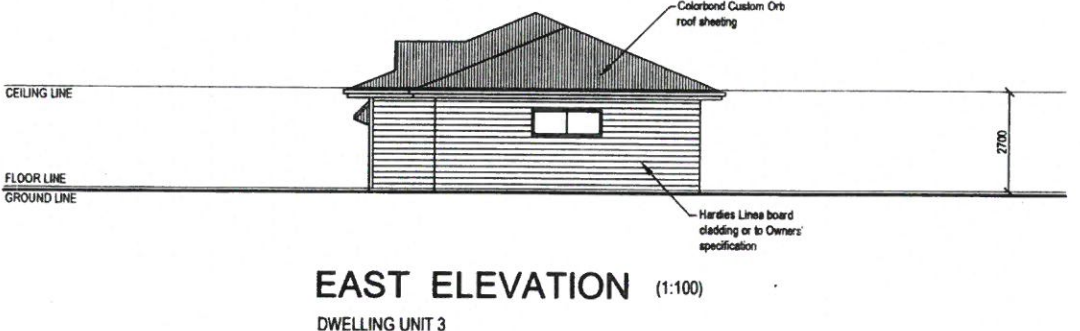 Colorbond Custom Orb
roof sheeting
CEILING LINE
2700
FLOOR LINE
GROUND LINE
Hardies Linea board
cladding or to Owners'
specification
EAST ELEVATION (1:100)
DWELLING UNIT 3